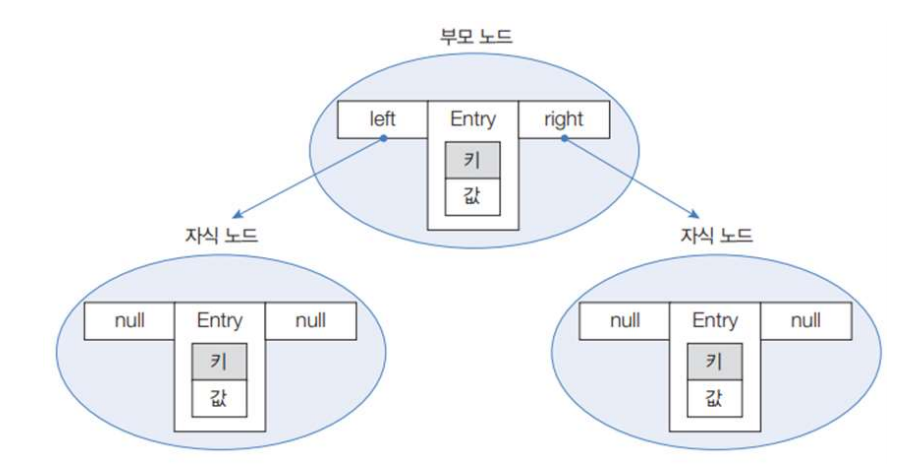 부모 노드
left Entry right
키
값
자식 노드 자식 노드
null Entry null null Entry null
키 키
값 값